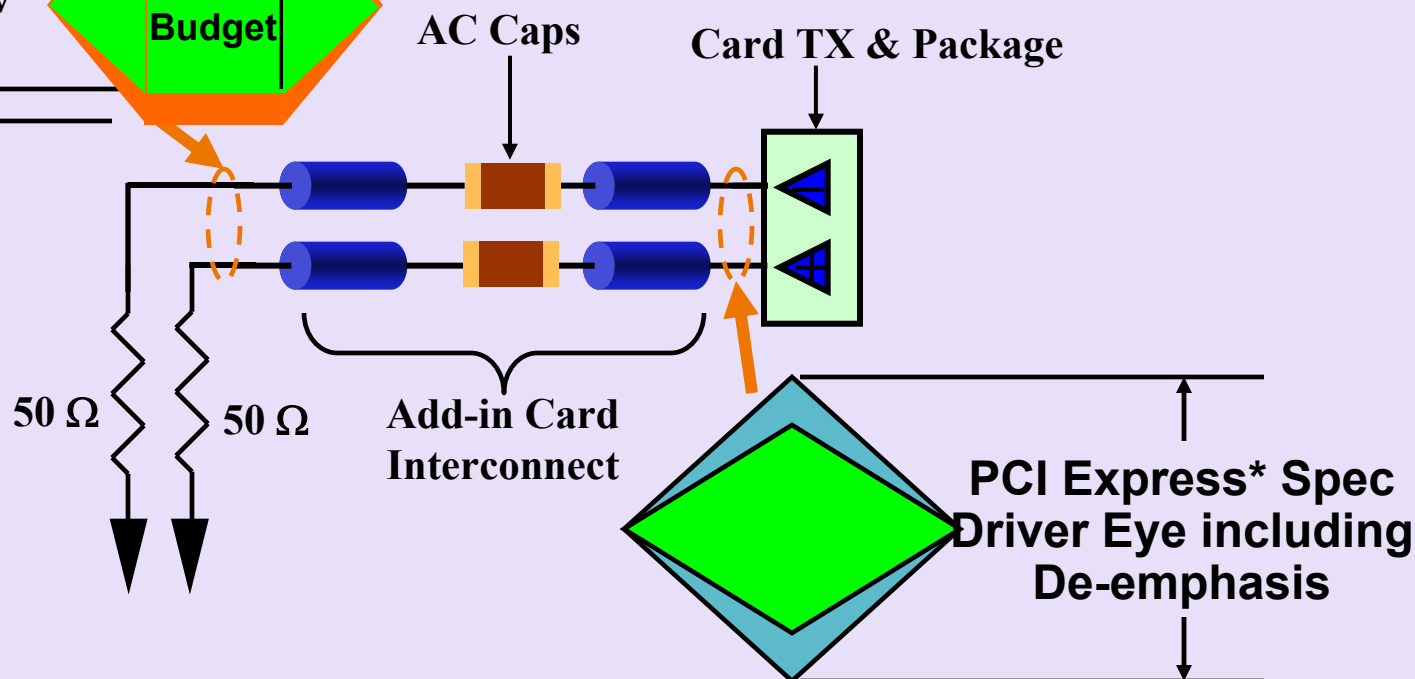 Budget
AC Caps
Card TX & Package
50 Ω
50 Ω
Add-in Card
Interconnect
PCI Express* Spec
Driver Eye including
De-emphasis